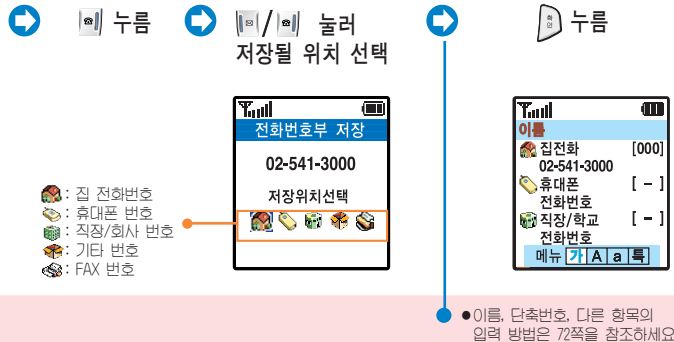 누름
/ 눌러
저장될 위치 선택
확인 누름
전화번호부 저장
02-541-3000
저장위치선택
: 집 전화번호
: 휴대폰 번호
: 직장/회사 번호
: 기타 번호
: FAX 번호
이름
집전화 [000]
02-541-3000
휴대폰 [ - ]
전화번호
직장/학교 [ - ]
전화번호
메뉴 가 A a 특
●이름, 단축번호, 다른 항목의
입력 방법은 72쪽을 참조하세요